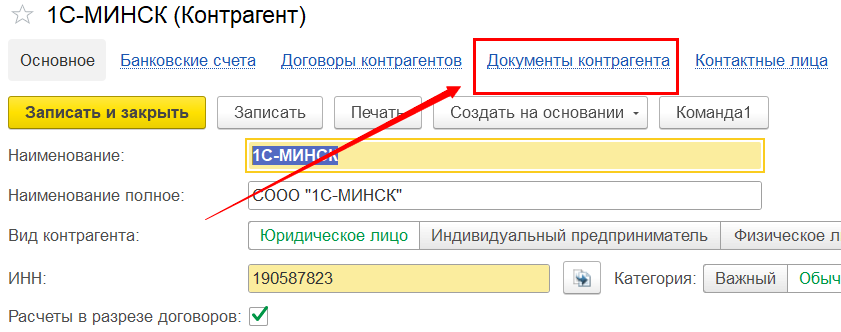 1С-МИНСК (Контрагент)
Основное Банковские счета Договоры контрагентов Документы контрагента Контактные лица
Записать и закрыть Записать Печать Создать на основании Команда1
Наименование: 1С-МИНСК
Наименование полное: СООО "1С-МИНСК"
Вид контрагента: Юридическое лицо Индивидуальный предприниматель Физическое ли
ИНН: 190587823 Категория: Важный Обыч
Расчеты в разрезе договоров: